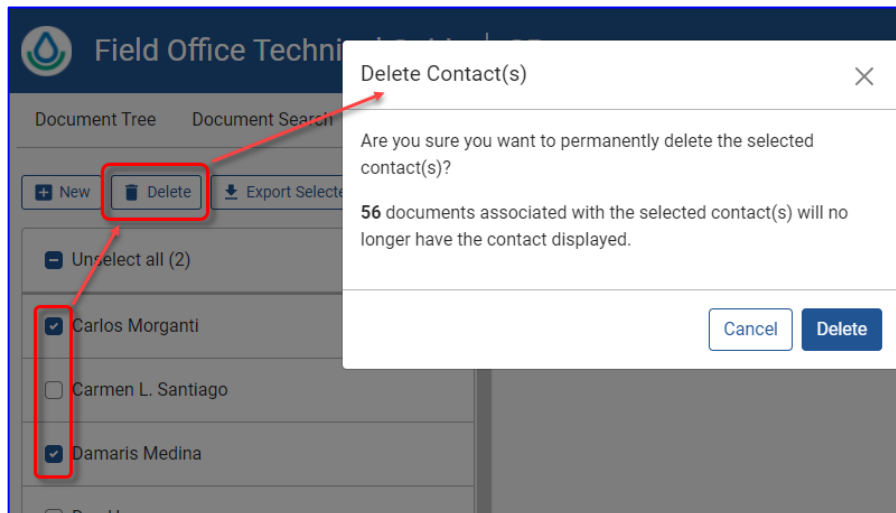 Field Office Techni
Delete Contact(s)
Document Tree Document Search
Are you sure you want to permanently delete the selected
contact(s)?
New Delete Export Selecte
56 documents associated with the selected contact(s) will no
longer have the contact displayed.
Unselect all (2)
Carlos Morganti
Cancel Delete
Carmen L. Santiago
Damaris Medina